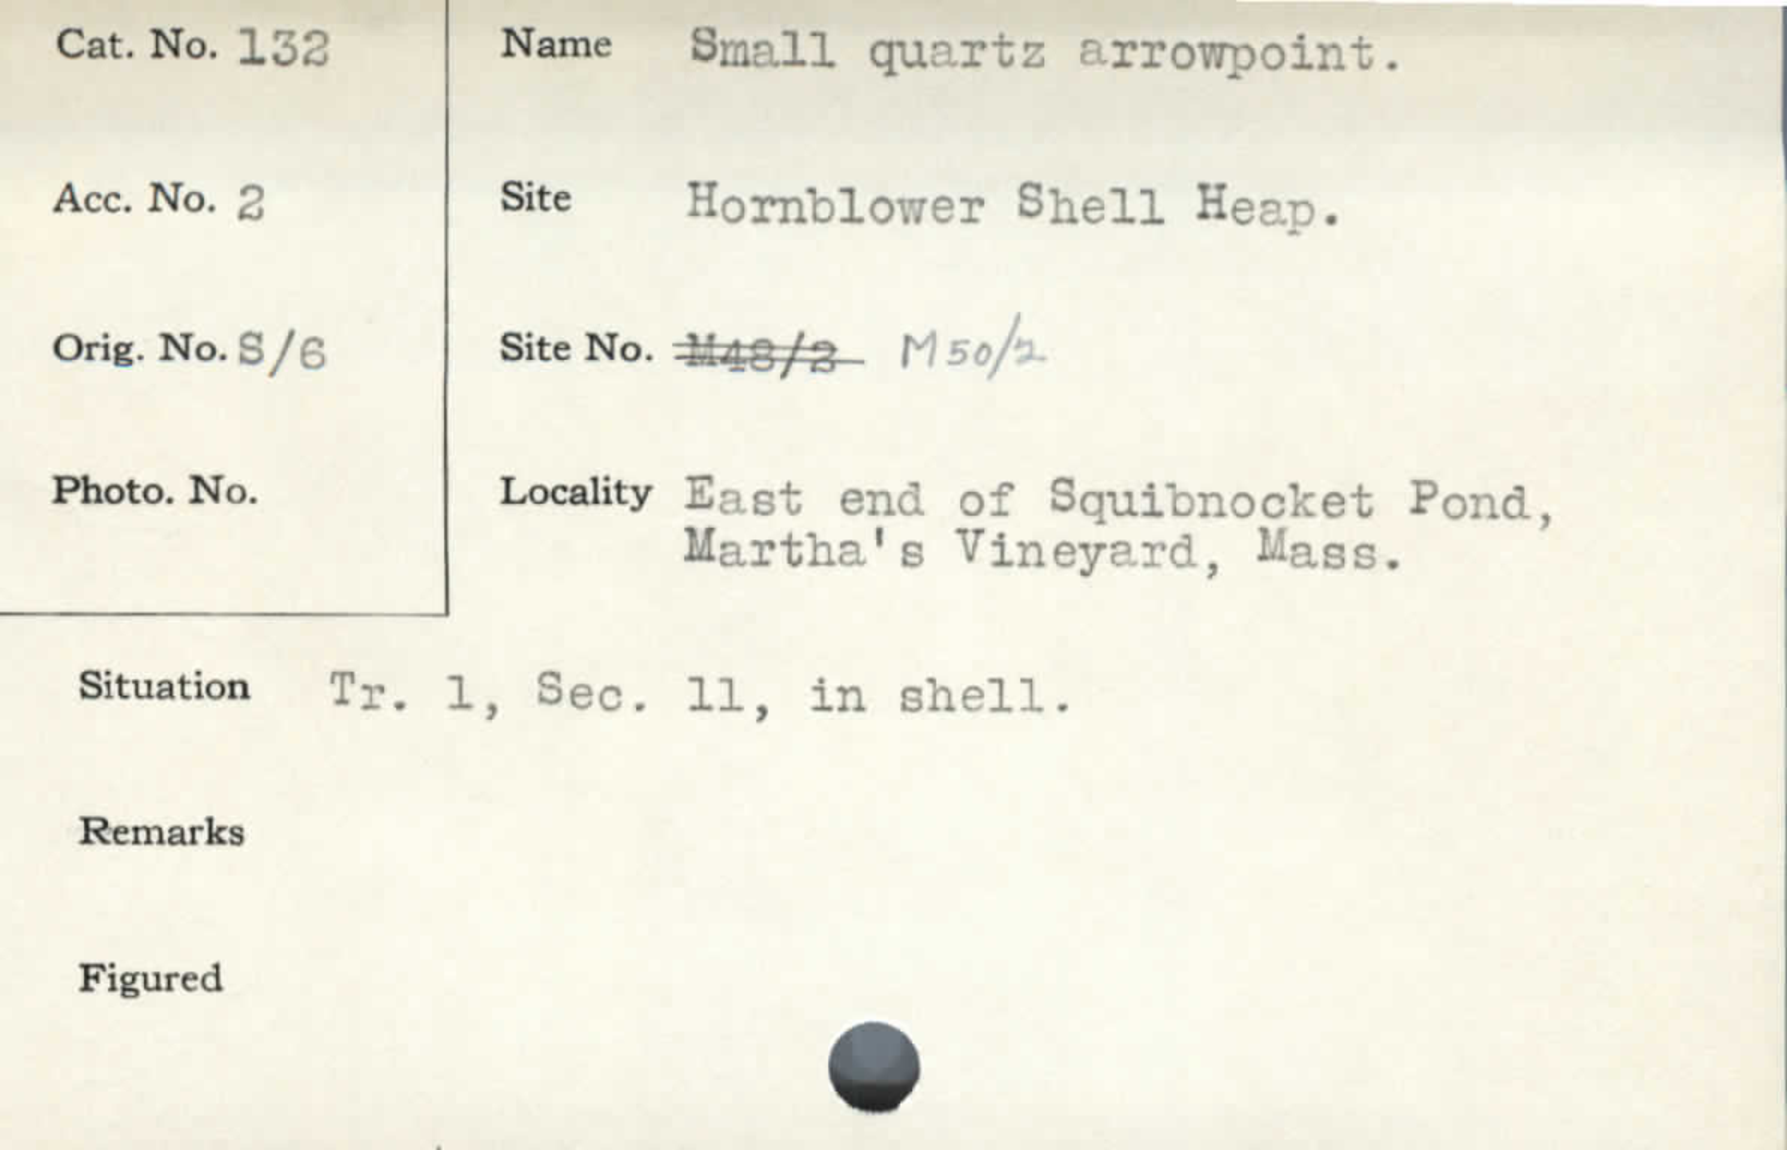 Cat. No. 132
Name Small quartz arrowpoint.
Acc. No. 2
Site Hornblower Shell Heap.
Orig. No. S/6
Site No. M48/2 M50/2
Photo. No.
Locality East end of Squibnocket Pond,
Martha's Vineyard, Mass.
Situation Tr. 1, Sec. 11, in shell.
Remarks
Figured